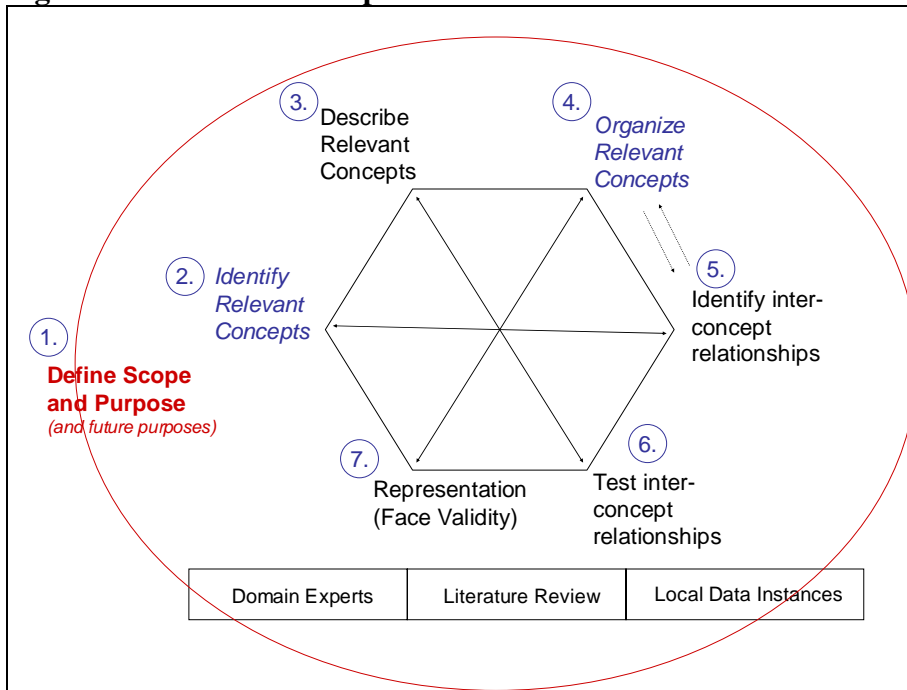 3.
Describe
Relevant
Concepts
4.
Organize
Relevant
Concepts
2.
Identify
Relevant
Concepts
5.
Identify inter-
concept
relationships
1.
Define Scope
and Purpose
(and future purposes)
7.
Representation
(Face Validity)
6.
Test inter-
concept
relationships
Domain Experts
Literature Review
Local Data Instances